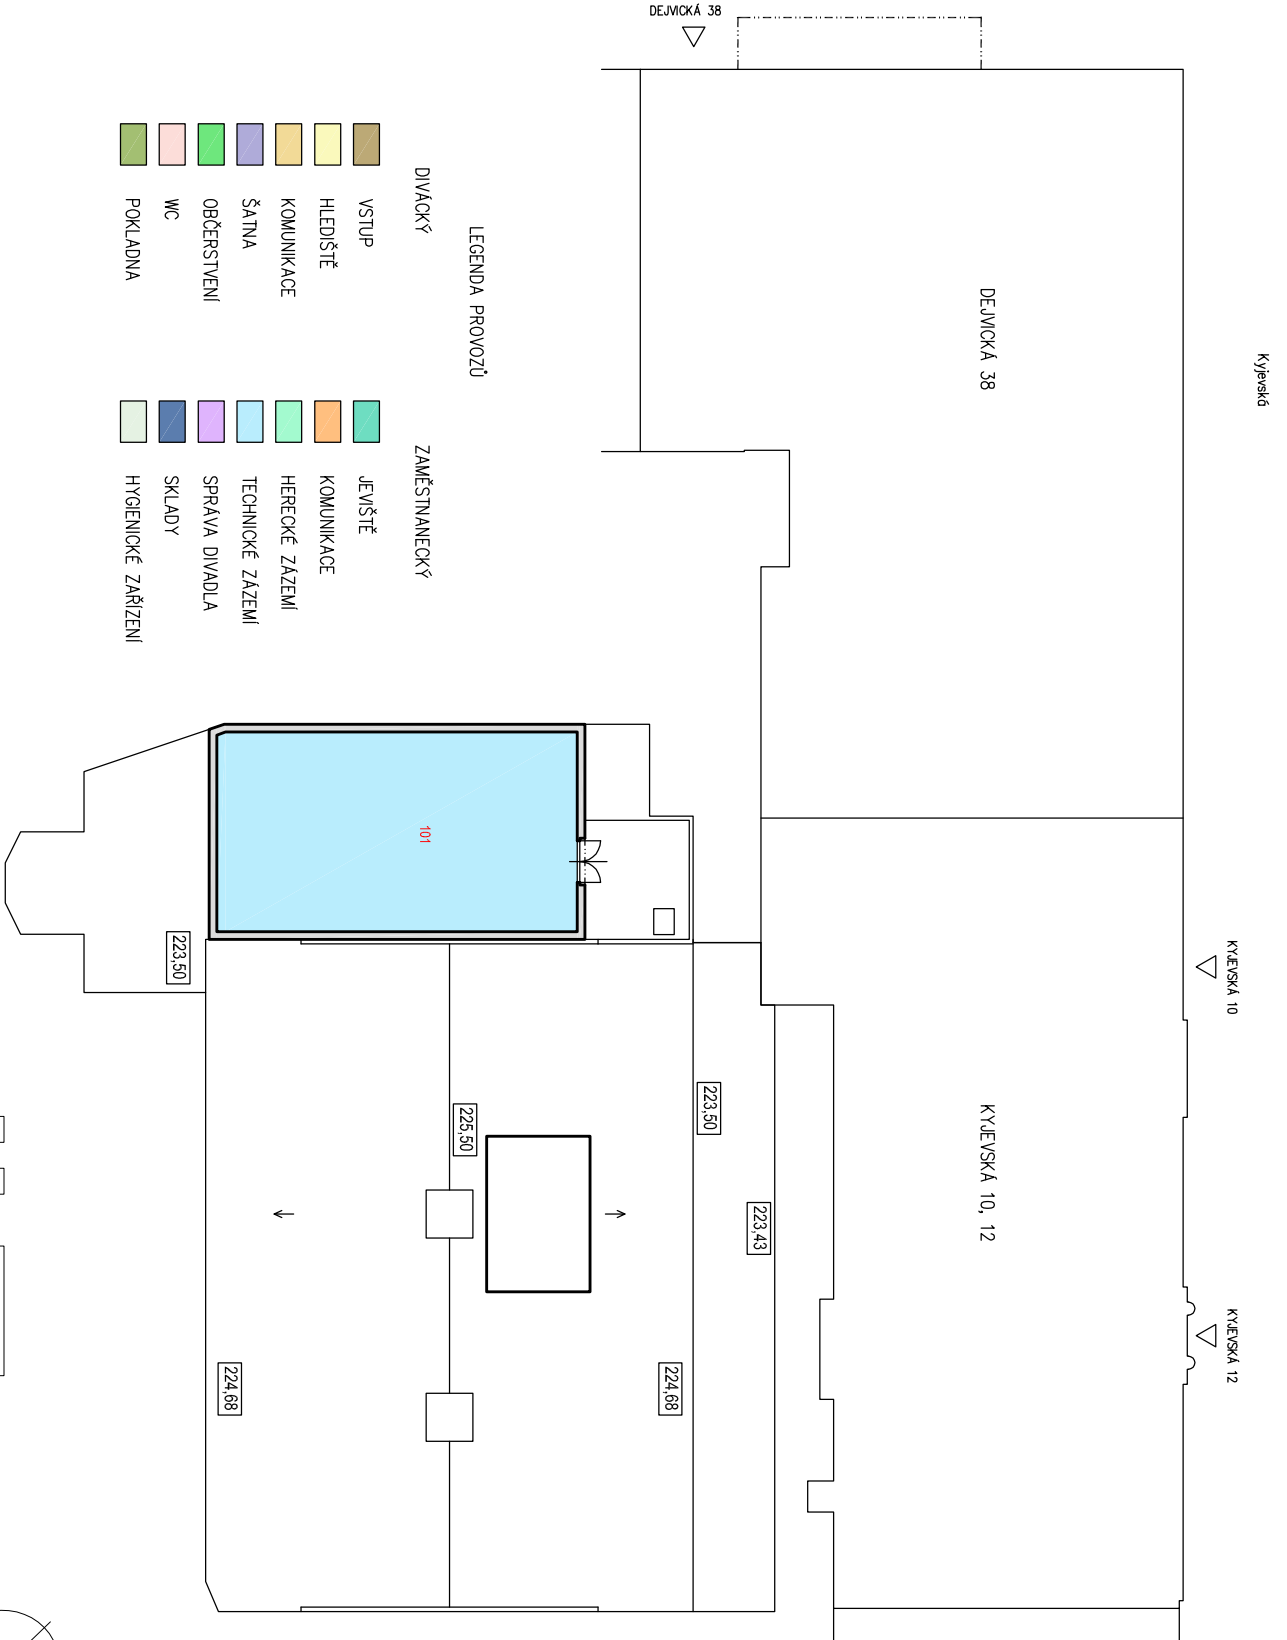 Kyjevská
KYJEVSKÁ 10
KYJEVSKÁ 12
DEJVICKÁ 38
KYJEVSKÁ 10, 12
DEJVICKÁ 38
223,43
223,50
224,68
225,50
224,68
223,50
101
LEGENDA PROVOZŮ
DIVÁCKÝ
VSTUP
HLEDIŠTĚ
KOMUNIKACE
ŠATNA
OBČERSTVENÍ
WC
POKLADNA
ZAMĚSTNANECKÝ
JEVIŠTĚ
KOMUNIKACE
HERECKÉ ZÁZEMÍ
TECHNICKÉ ZÁZEMÍ
SPRÁVA DIVADLA
SKLADY
HYGIENICKÉ ZAŘÍZENÍ